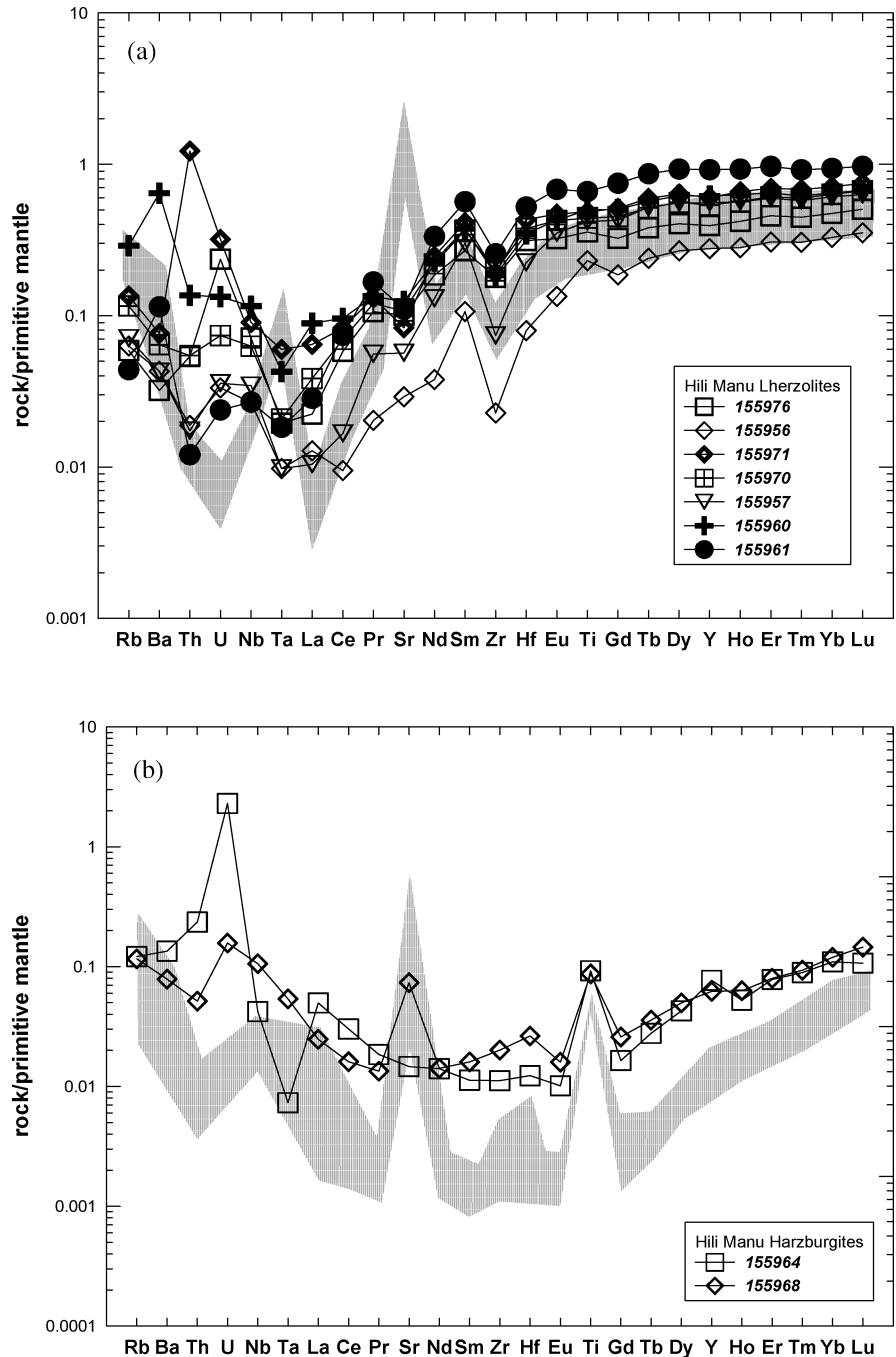 (a)
10
1
0.1
0.01
0.001
rock/primitive mantle
Hili Manu Lherzolites
155976
155956
155971
155970
155957
155960
155961
Rb Ba Th U Nb Ta La Ce Pr Sr Nd Sm Zr Hf Eu Ti Gd Tb Dy Y Ho Er Tm Yb Lu
(b)
10
1
0.1
0.01
0.001
0.0001
rock/primitive mantle
Hili Manu Harzburgites
155964
155968
Rb Ba Th U Nb Ta La Ce Pr Sr Nd Sm Zr Hf Eu Ti Gd Tb Dy Y Ho Er Tm Yb Lu